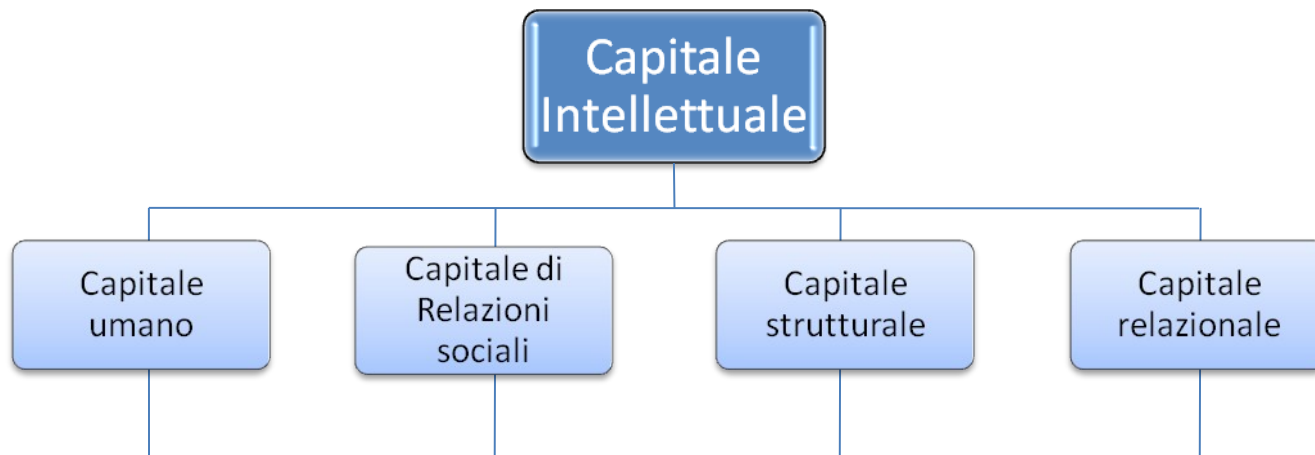 Capitale
Intellettuale
Capitale
umano
Capitale di
Relazioni
sociali
Capitale
strutturale
Capitale
relazionale